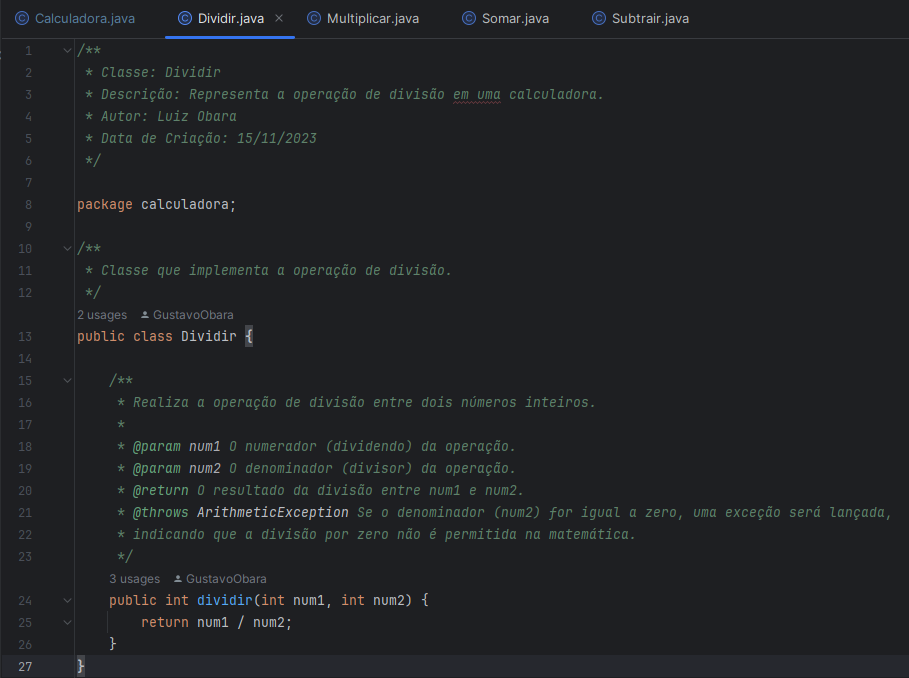 Calculadora.java Dividir.java Multiplicar.java Somar.java Subtrair.java
1 /**
2 * Classe: Dividir
3 * Descrição: Representa a operação de divisão em uma calculadora.
4 * Autor: Luiz Obara
5 * Data de Criação: 15/11/2023
6 */
7
8 package calculadora;
9
10 /**
11 * Classe que implementa a operação de divisão.
12 */
2 usages GustavoObara
13 public class Dividir {
14
15 /**
16 * Realiza a operação de divisão entre dois números inteiros.
17 *
18 * @param num1 O numerador (dividendo) da operação.
19 * @param num2 O denominador (divisor) da operação.
20 * @return O resultado da divisão entre num1 e num2.
21 * @throws ArithmeticException Se o denominador (num2) for igual a zero, uma exceção será lançada,
22 * indicando que a divisão por zero não é permitida na matemática.
23 */
3 usages GustavoObara
24 public int dividir(int num1, int num2) {
25 return num1 / num2;
26 }
27 }